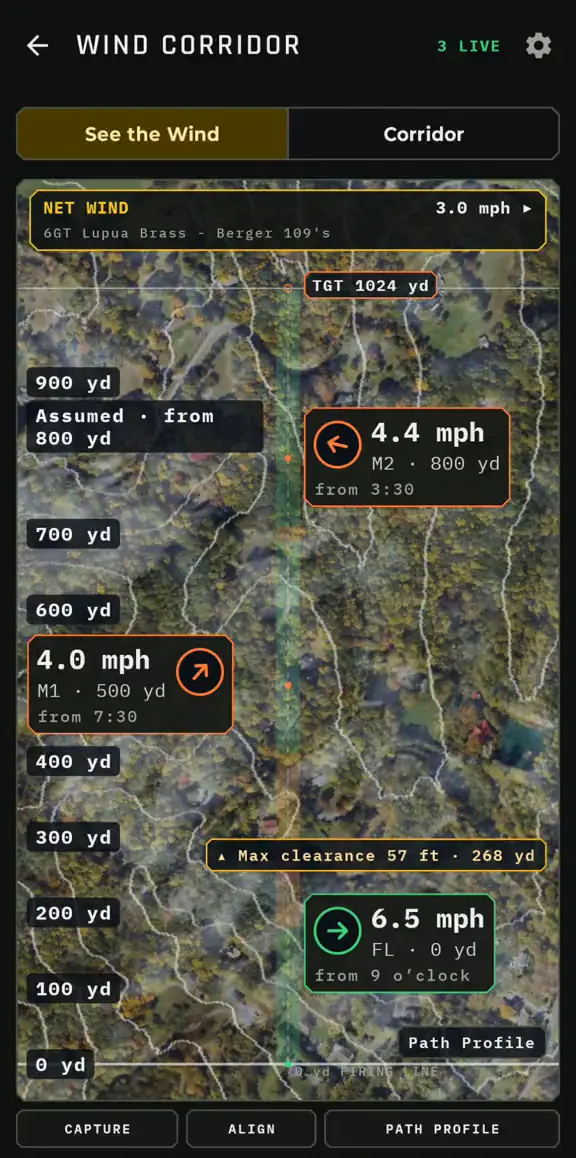 WIND CORRIDOR
3 LIVE
See the Wind
Corridor
NET WIND
3.0 mph ▸
6GT Lupua Brass - Berger 109's
TGT 1024 yd
900 yd
Assumed · from
800 yd
4.4 mph
M2 · 800 yd
from 3:30
700 yd
600 yd
4.0 mph
M1 · 500 yd
from 7:30
400 yd
300 yd
▴ Max clearance 57 ft · 268 yd
200 yd
6.5 mph
FL · 0 yd
from 9 o’clock
100 yd
Path Profile
0 yd
0 yd FIRING LINE
CAPTURE
ALIGN
PATH PROFILE